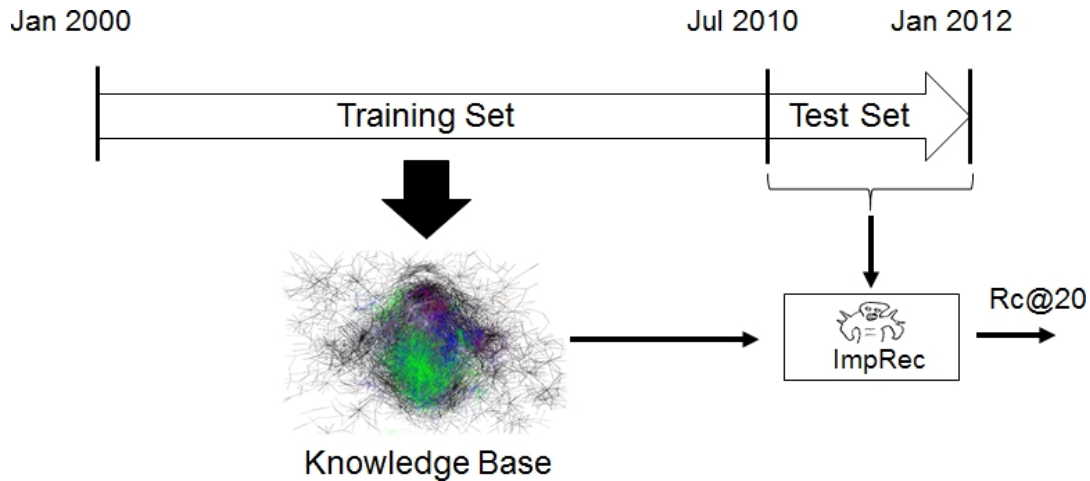 Jan 2000
Jul 2010
Jan 2012
Training Set
Test Set
Rc@20
ImpRec
Knowledge Base